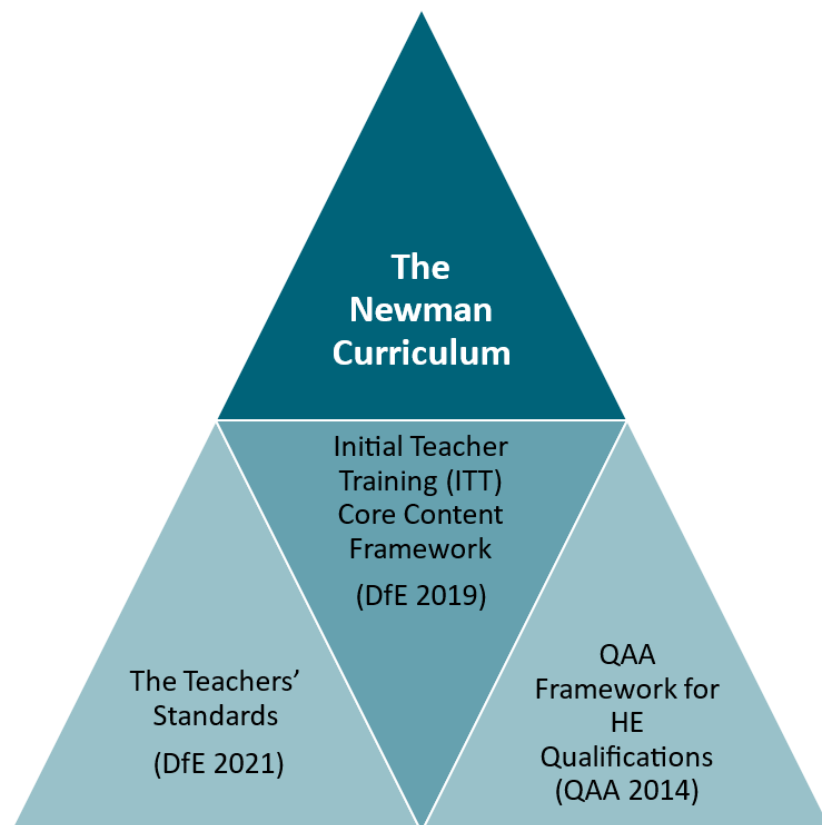 The
Newman
Curriculum
Initial Teacher
Training (ITT)
Core Content
Framework
(DfE 2019)
The Teachers’
Standards
(DfE 2021)
QAA
Framework for
HE
Qualifications
(QAA 2014)